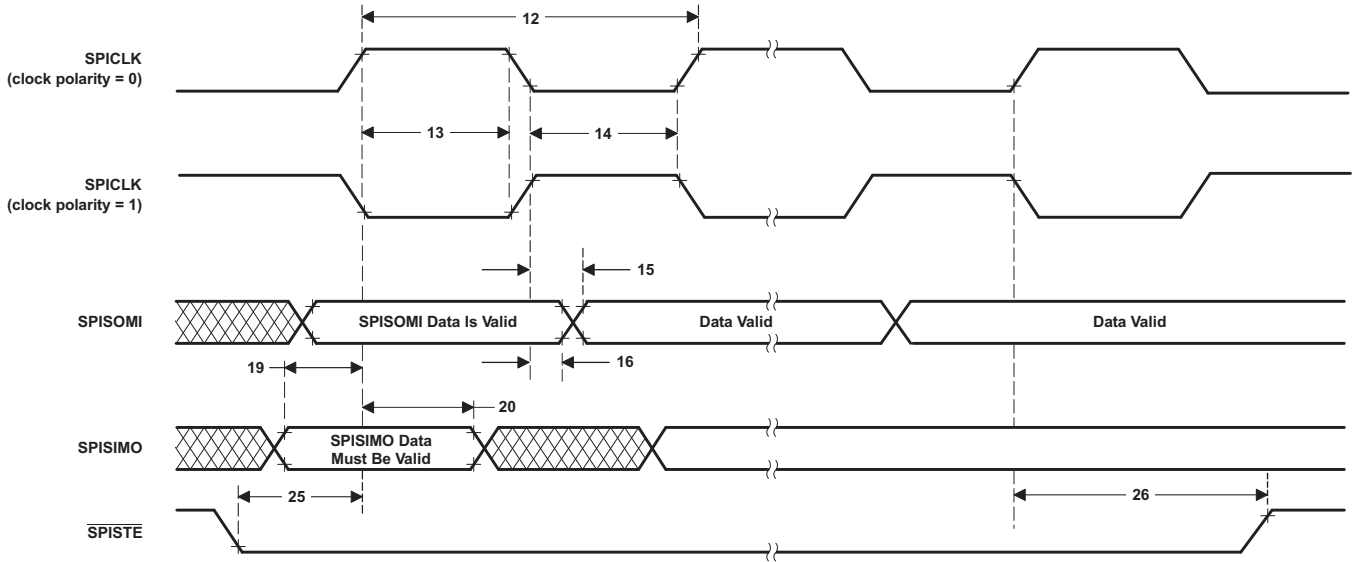 12
SPICLK
(clock polarity = 0)
13
14
SPICLK
(clock polarity = 1)
15
SPISOMI
SPISOMI Data Is Valid
Data Valid
Data Valid
16
19
20
SPISIMO
SPISIMO Data
Must Be Valid
25
26
SPISTE